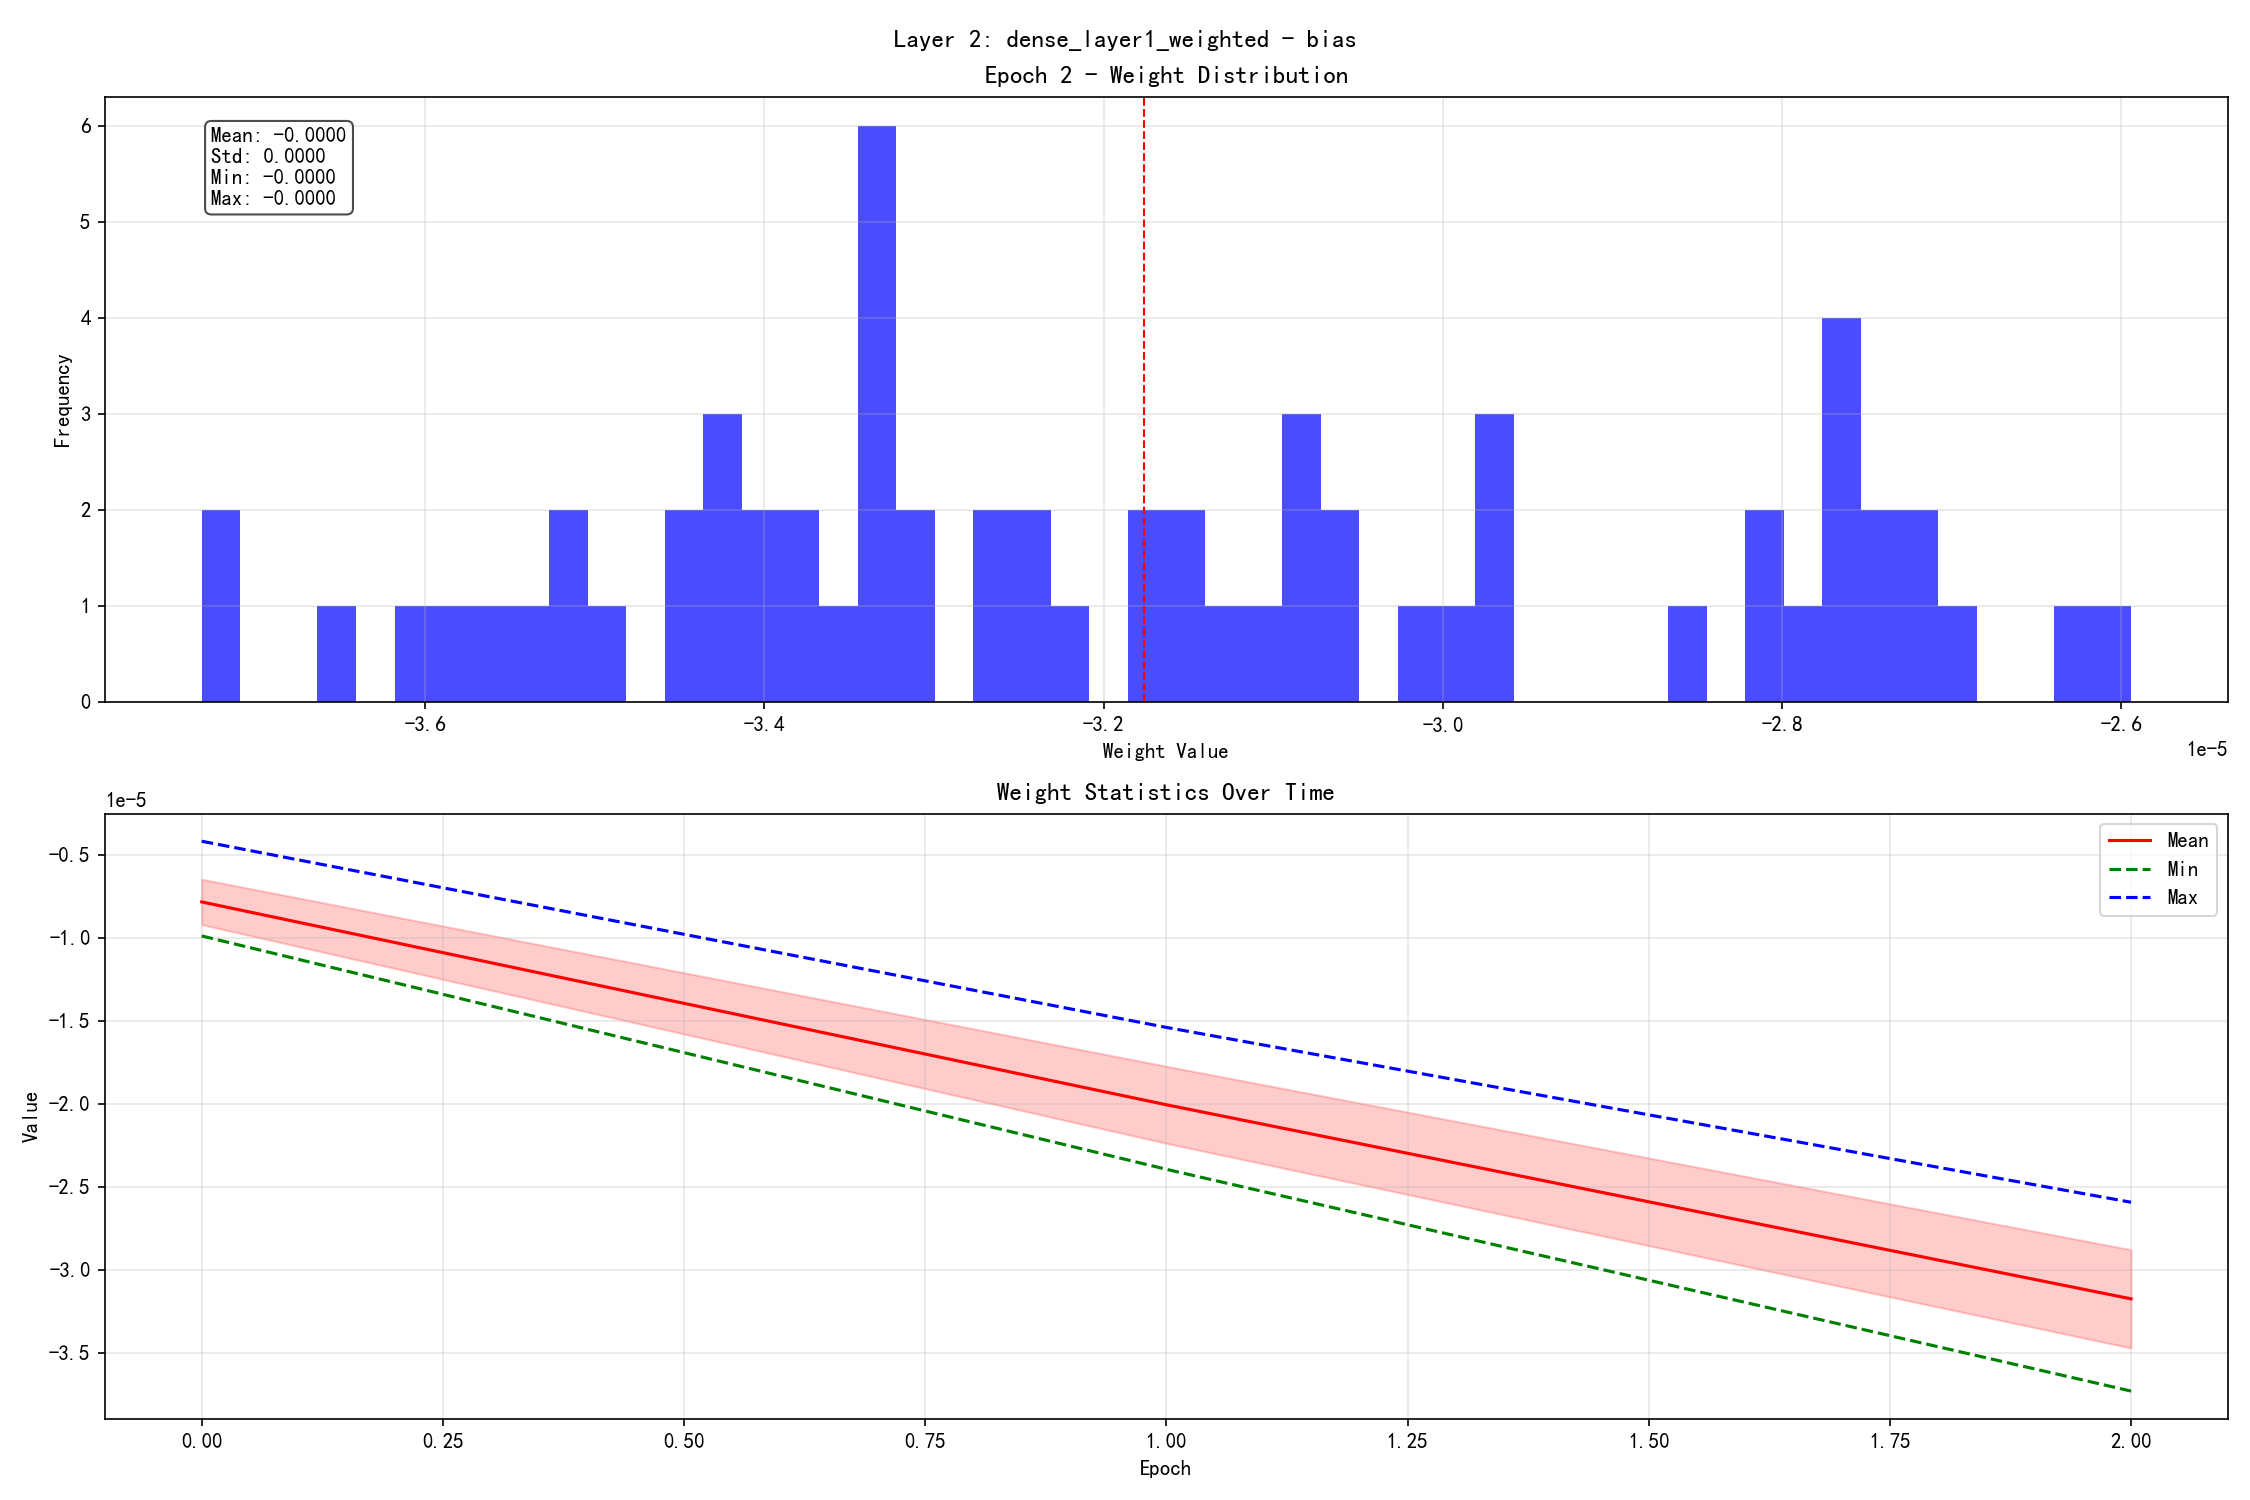 Layer 2: dense_layer1_weighted - bias
Epoch 2 - Weight Distribution
Mean: -0.0000
Std: 0.0000
Min: -0.0000
Max: -0.0000
6
5
4
3
2
1
0
Frequency
-3.6 -3.4 -3.2 -3.0 -2.8 -2.6
1e-5
Weight Value
Weight Statistics Over Time
1e-5
Mean
Min
Max
-0.5
-1.0
-1.5
-2.0
-2.5
-3.0
-3.5
Value
0.00 0.25 0.50 0.75 1.00 1.25 1.50 1.75 2.00
Epoch